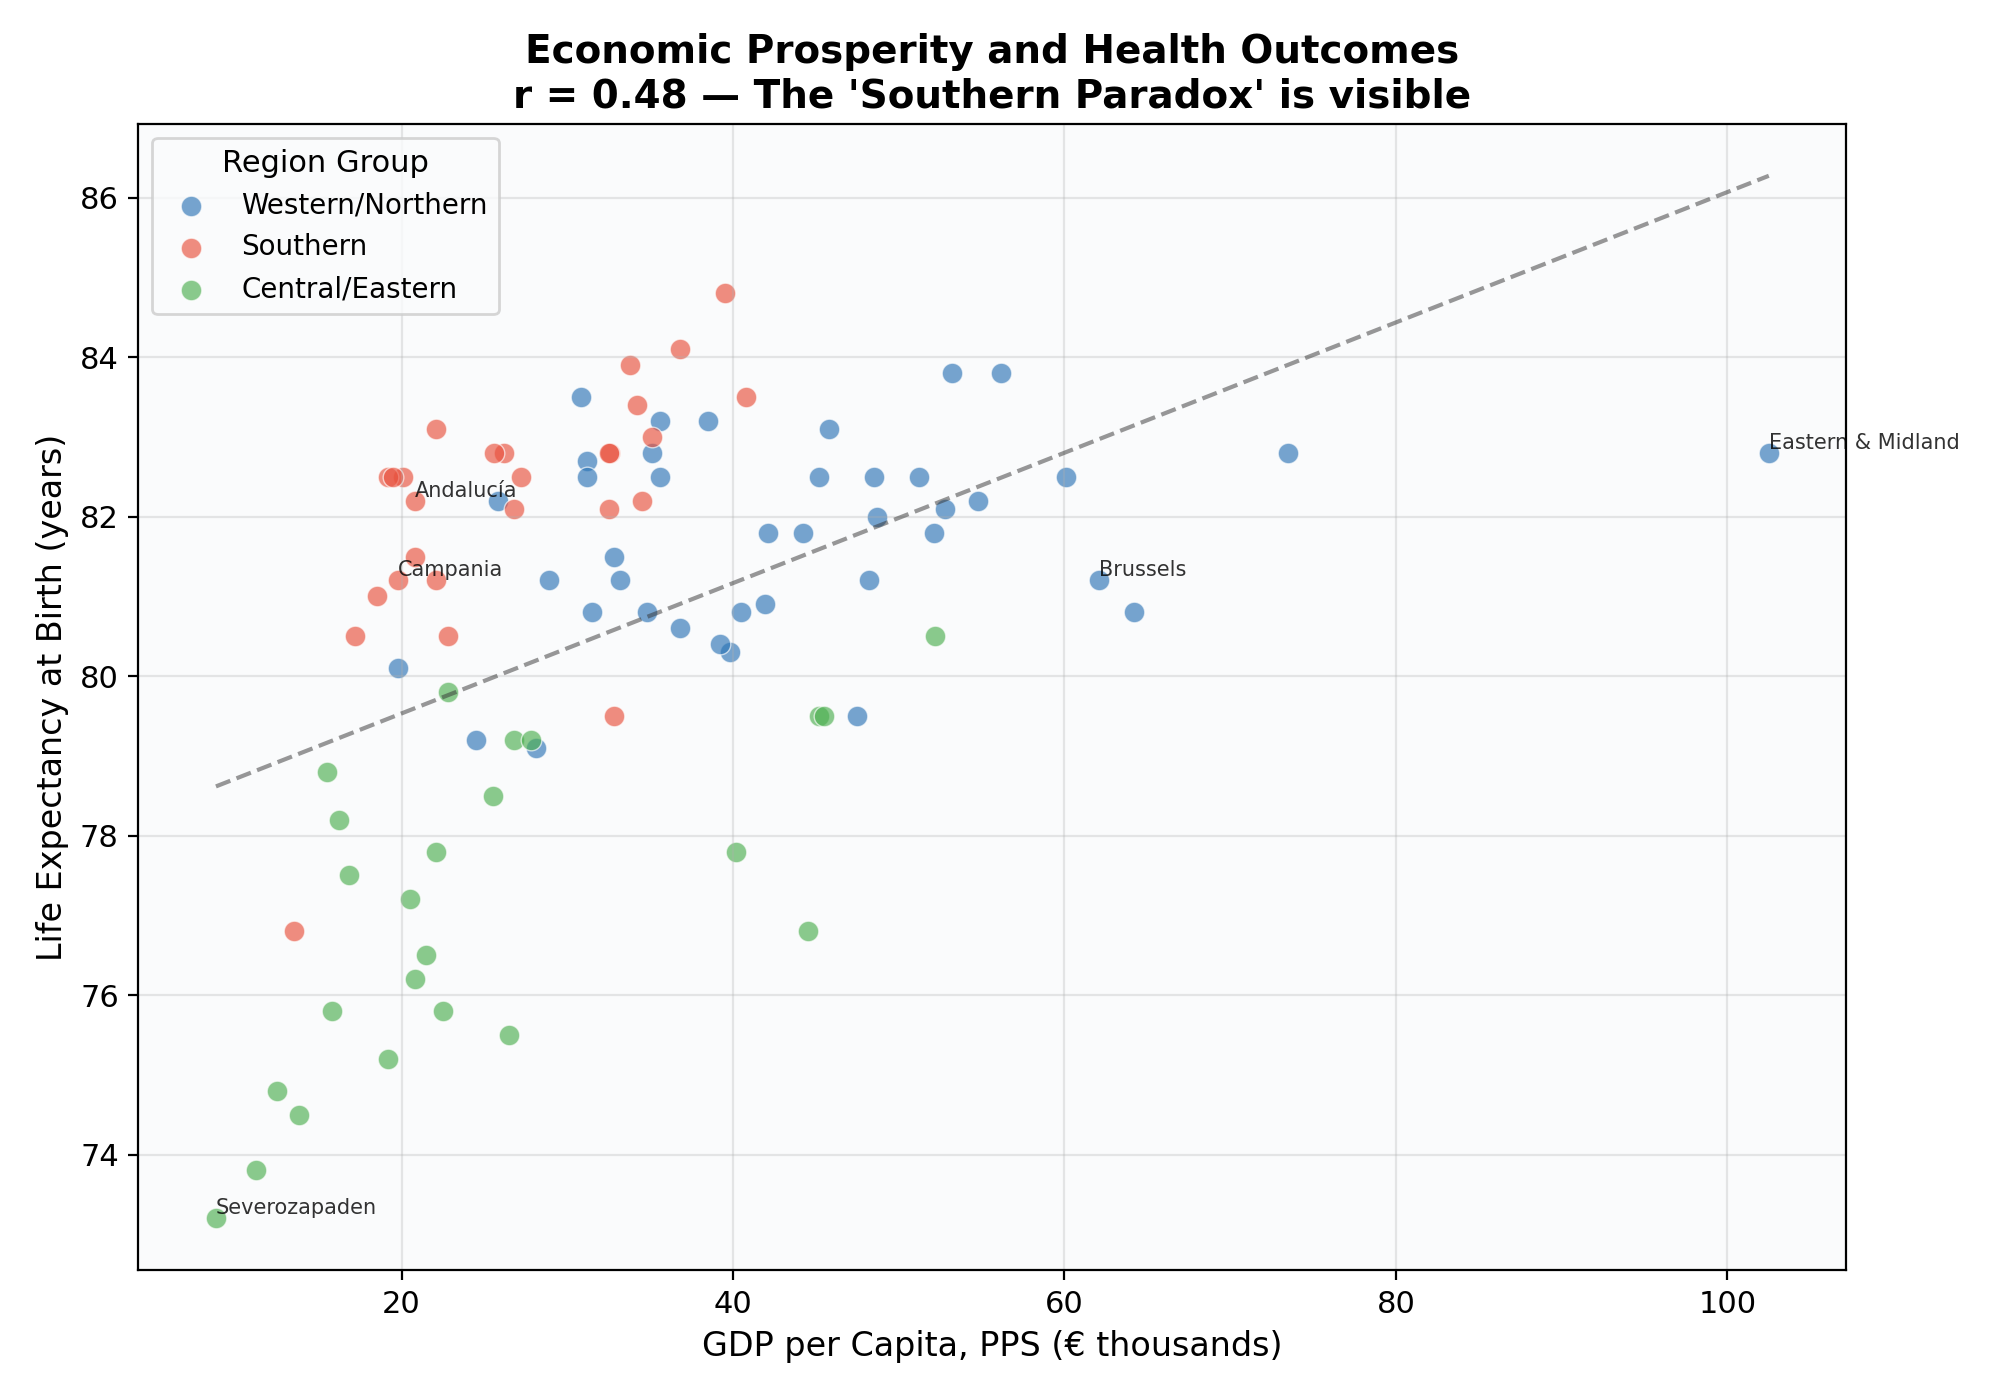 Economic Prosperity and Health Outcomes
r = 0.48 — The 'Southern Paradox' is visible
Region Group
Western/Northern
Southern
Central/Eastern
Life Expectancy at Birth (years)
86
84
82
80
78
76
74
Eastern & Midland
Andalucía
Campania
Brussels
Severozapaden
20
40
60
80
100
GDP per Capita, PPS (€ thousands)